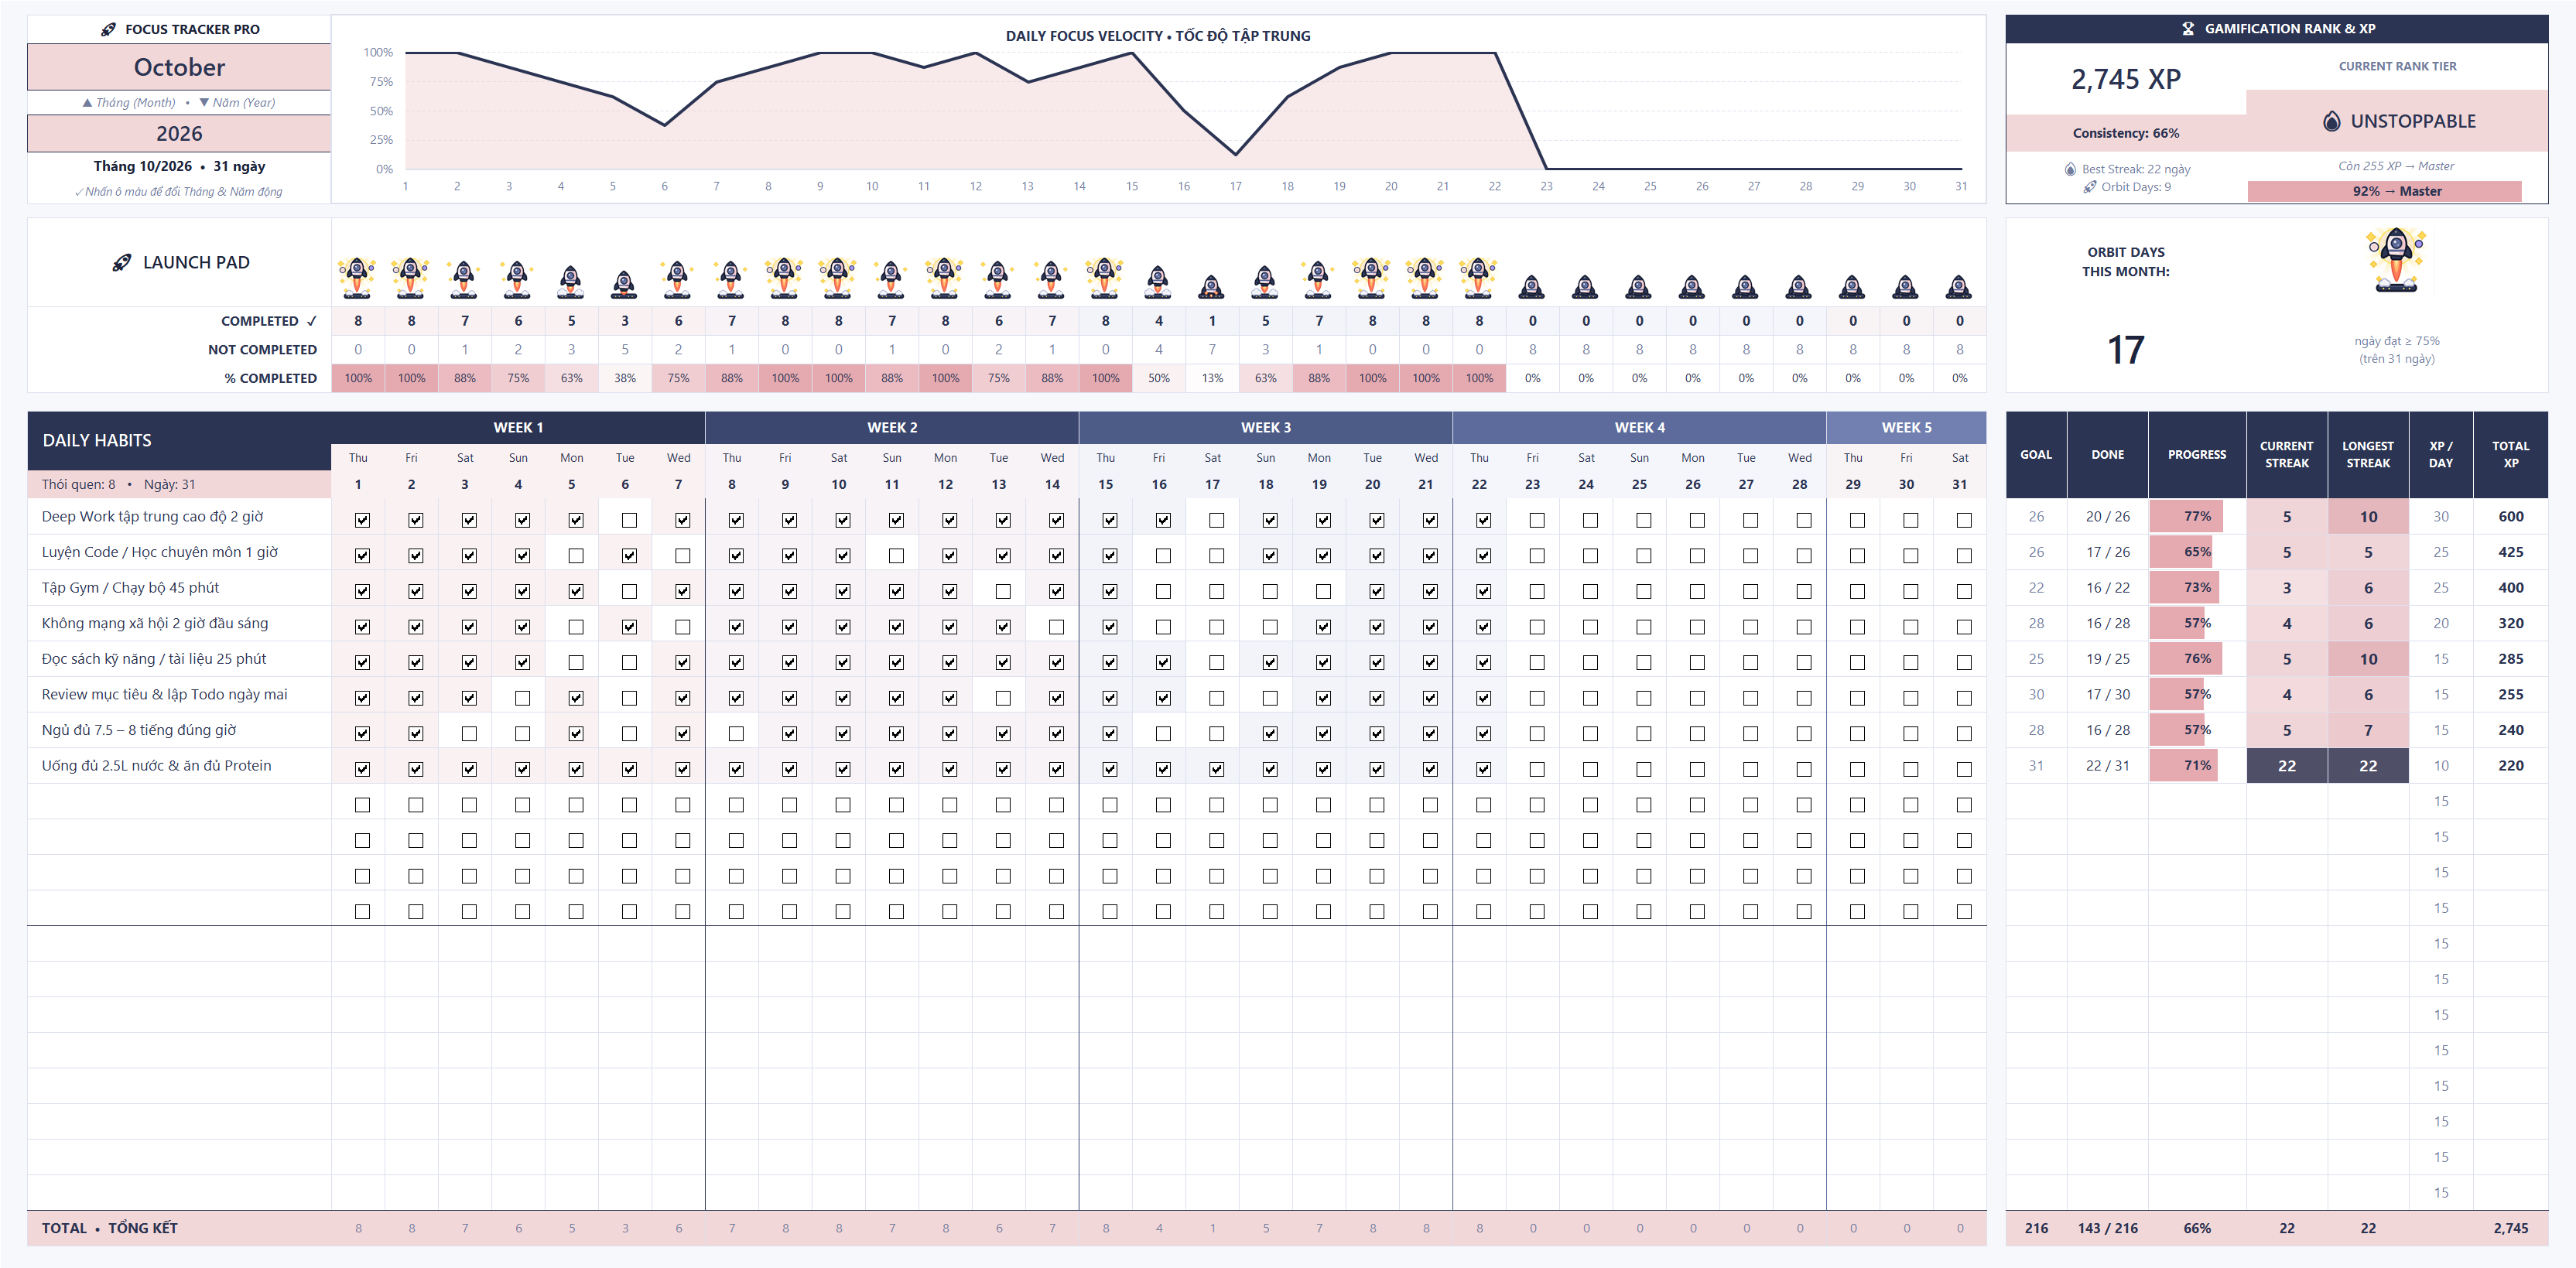 FOCUS TRACKER PRO
October
▲ Tháng (Month) • ▼ Năm (Year)
2026
Tháng 10/2026 • 31 ngày
✓ Nhấn ô màu để đổi Tháng & Năm động
DAILY FOCUS VELOCITY • TỐC ĐỘ TẬP TRUNG
100%
75%
50%
25%
0%
1 2 3 4 5 6 7 8 9 10 11 12 13 14 15 16 17 18 19 20 21 22 23 24 25 26 27 28 29 30 31
GAMIFICATION RANK & XP
2,745 XP
Consistency: 66%
Best Streak: 22 ngày
Orbit Days: 9
CURRENT RANK TIER
UNSTOPPABLE
Còn 255 XP → Master
92% → Master
LAUNCH PAD
COMPLETED ✓ 8 8 7 6 5 3 6 7 8 8 7 8 6 7 8 4 1 5 7 8 8 8 0 0 0 0 0 0 0 0 0
NOT COMPLETED 0 0 1 2 3 5 2 1 0 0 1 0 2 1 0 4 7 3 1 0 0 0 8 8 8 8 8 8 8 8 8
% COMPLETED 100% 100% 88% 75% 63% 38% 75% 88% 100% 100% 88% 100% 75% 88% 100% 50% 13% 63% 88% 100% 100% 100% 0% 0% 0% 0% 0% 0% 0% 0% 0%
ORBIT DAYS
THIS MONTH:
17
ngày đạt ≥ 75%
(trên 31 ngày)
DAILY HABITS WEEK 1 WEEK 2 WEEK 3 WEEK 4 WEEK 5
Thu Fri Sat Sun Mon Tue Wed Thu Fri Sat Sun Mon Tue Wed Thu Fri Sat Sun Mon Tue Wed Thu Fri Sat Sun Mon Tue Wed Thu Fri Sat
Thói quen: 8 • Ngày: 31 1 2 3 4 5 6 7 8 9 10 11 12 13 14 15 16 17 18 19 20 21 22 23 24 25 26 27 28 29 30 31
GOAL DONE PROGRESS CURRENT STREAK LONGEST STREAK XP / DAY TOTAL XP
Deep Work tập trung cao độ 2 giờ 26 20 / 26 77% 5 10 30 600
Luyện Code / Học chuyên môn 1 giờ 26 17 / 26 65% 5 5 25 425
Tập Gym / Chạy bộ 45 phút 22 16 / 22 73% 3 6 25 400
Không mạng xã hội 2 giờ đầu sáng 28 16 / 28 57% 4 6 20 320
Đọc sách kỹ năng / tài liệu 25 phút 25 19 / 25 76% 5 10 15 285
Review mục tiêu & lập Todo ngày mai 30 17 / 30 57% 4 6 15 255
Ngủ đủ 7.5 – 8 tiếng đúng giờ 28 16 / 28 57% 5 7 15 240
Uống đủ 2.5L nước & ăn đủ Protein 31 22 / 31 71% 22 22 10 220
15
15
15
15
15
15
15
15
15
15
15
15
TOTAL • TỔNG KẾT 8 8 7 6 5 3 6 7 8 8 7 8 6 7 8 4 1 5 7 8 8 8 0 0 0 0 0 0 0 0 0 216 143 / 216 66% 22 22 2,745